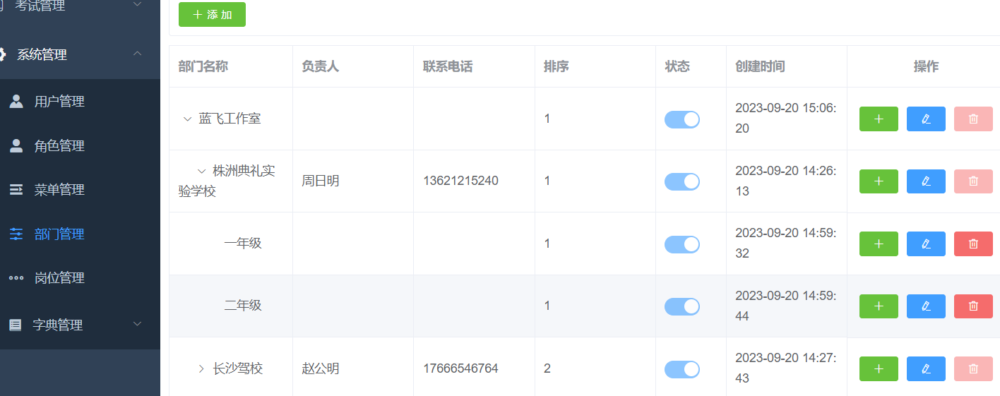 考试管理
添加
系统管理
部门名称 负责人 联系电话 排序 状态 创建时间 操作
用户管理
蓝飞工作室 1 2023-09-20 15:06:
20
角色管理
株洲典礼实 周日明 13621215240 1 2023-09-20 14:26:
验学校 13
菜单管理
部门管理
一年级 1 2023-09-20 14:59:
32
岗位管理
二年级 1 2023-09-20 14:59:
44
字典管理
长沙驾校 赵公明 17666546764 2 2023-09-20 14:27:
43